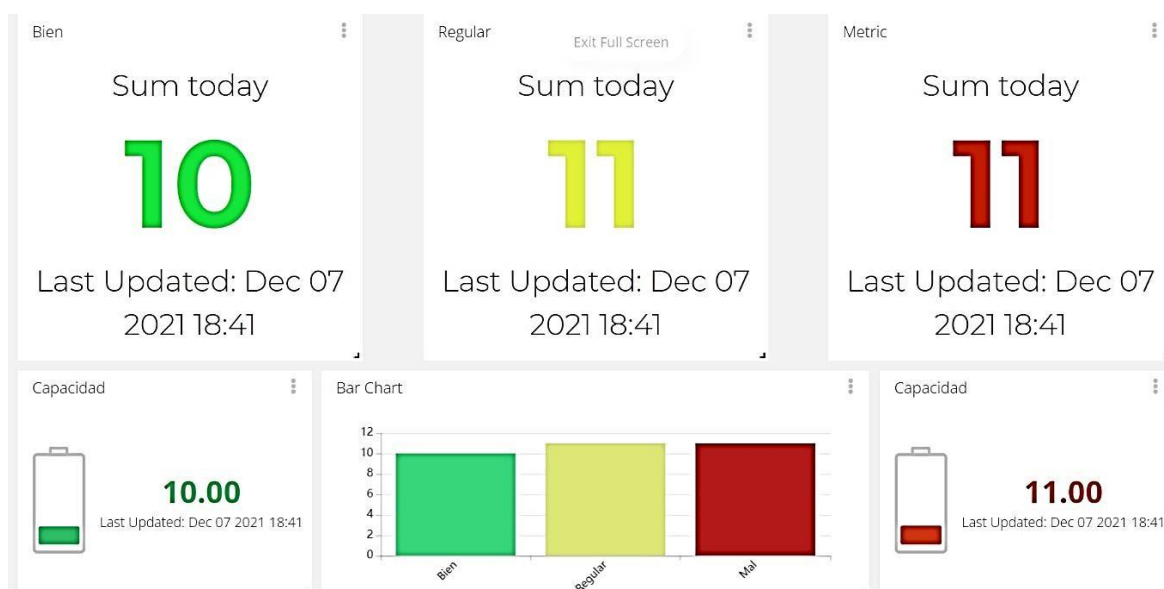 Bien
Regular
Exit Full Screen
Metric
Sum today
Sum today
Sum today
10
11
11
Last Updated: Dec 07
2021 18:41
Last Updated: Dec 07
2021 18:41
Last Updated: Dec 07
2021 18:41
Capacidad
Bar Chart
Capacidad
10.00
Last Updated: Dec 07 2021 18:41
12
10
8
6
4
2
0
Bien
Regular
Mal
11.00
Last Updated: Dec 07 2021 18:41